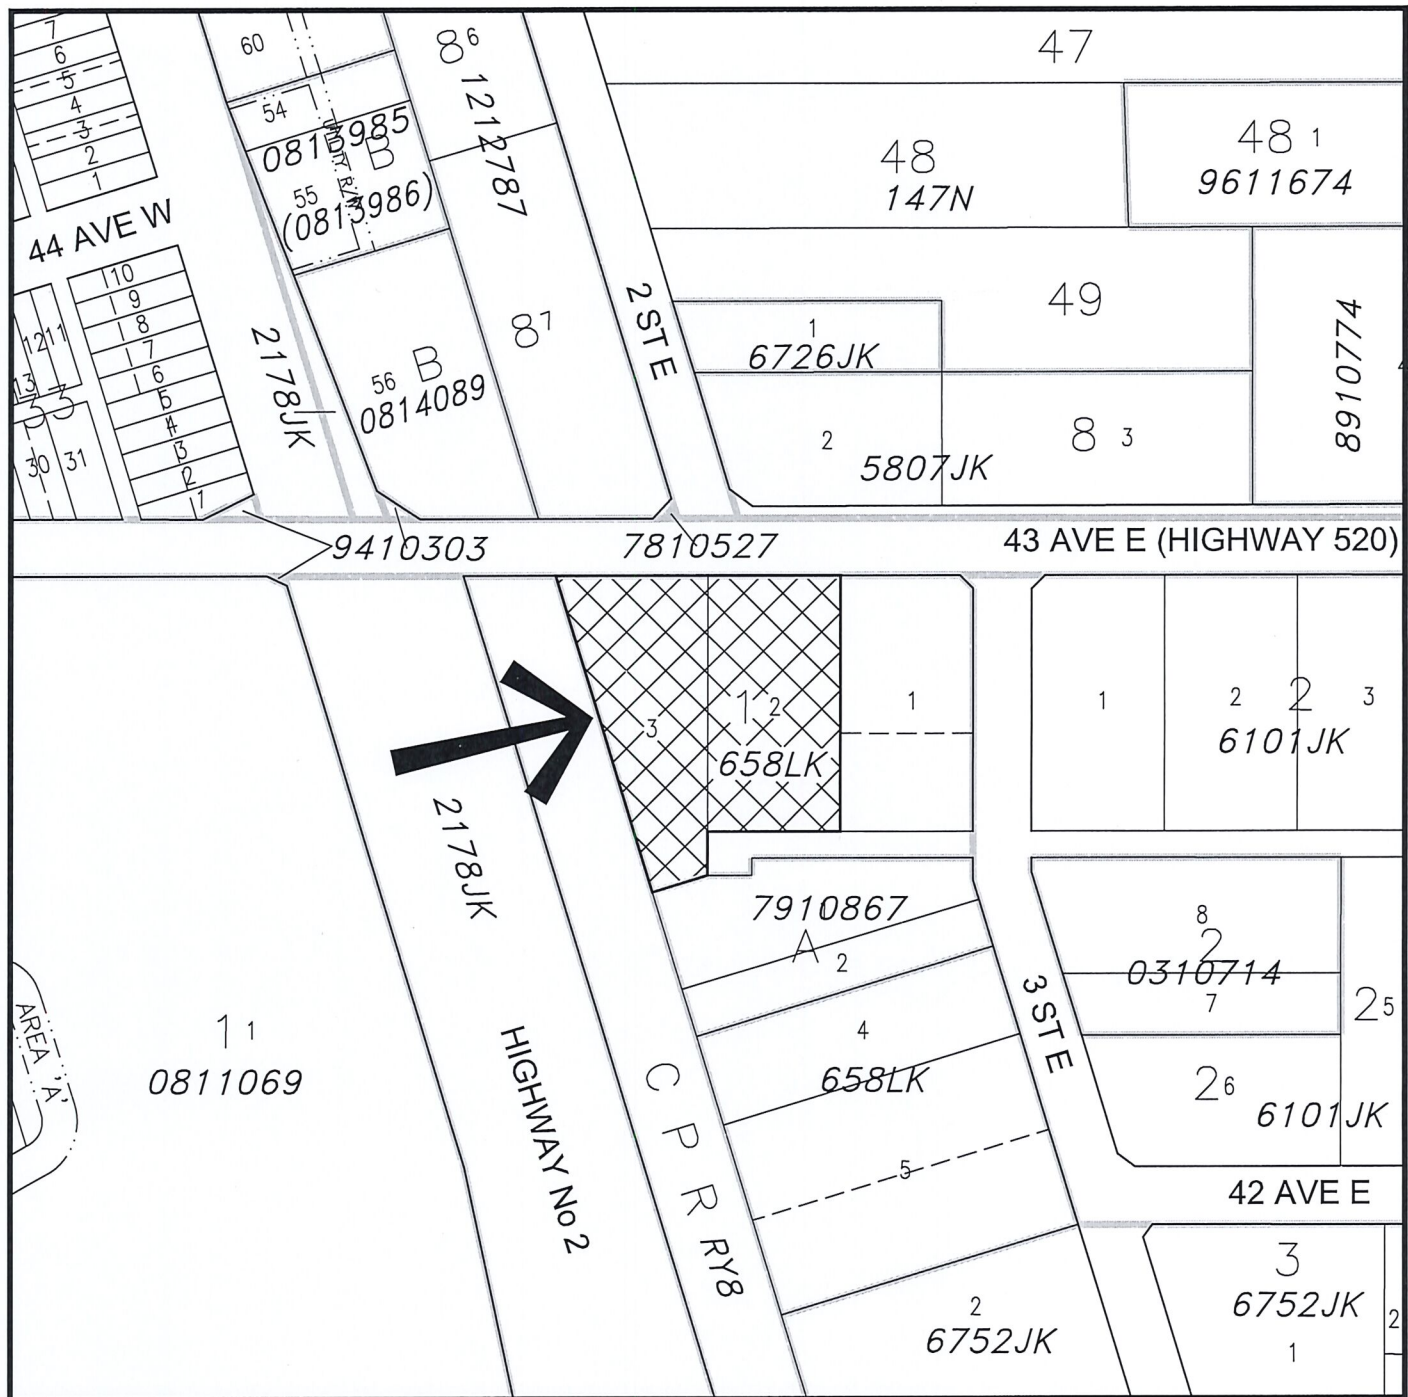 7
6
5
4
3
2
1
60
54
0813985
B
UTILITY R/W
55
(0813986)
8 6
1212787
47
48
147N
48 1
9611674
44 AVE W
10
9
8
7
6
5
4
3
2
1
12
11
13
33
30
31
2178JK
56 B
0814089
8 7
2 ST E
49
1
6726JK
2
5807JK
8 3
8910774
4
9410303
7810527
43 AVE E (HIGHWAY 520)
3
1 2
658LK
1
1
2
2
3
6101JK
2178JK
7910867
1
A
2
8
2
0310714
7
2 5
3 ST E
AREA 'A'
1 1
0811069
HIGHWAY No 2
C P R RY8
4
658LK
5
2 6
6101JK
42 AVE E
2
6752JK
3
6752JK
1
2